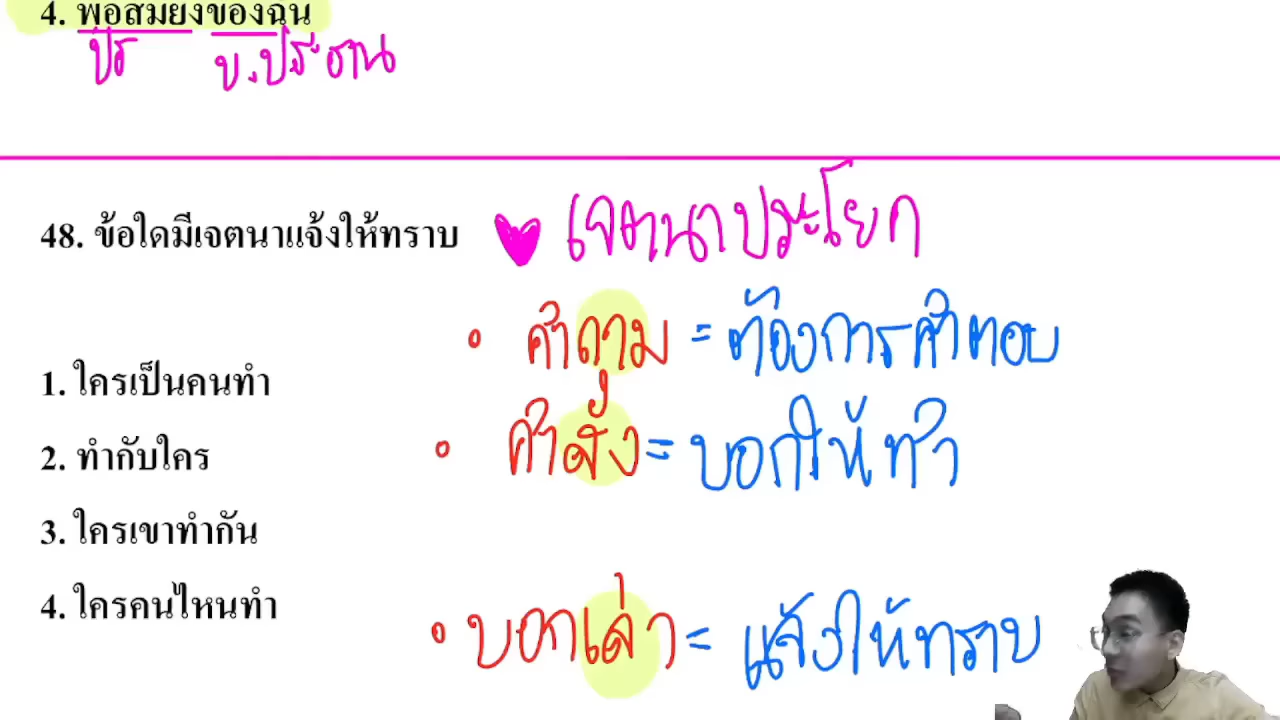 4. พ่อสมยงของฉัน
ข.ประธาน
48. ข้อใดมีเจตนาแจ้งให้ทราบ
เจตนาประโยค
• คำถาม = ต้องการคำตอบ
1. ใครเป็นคนทำ
• คำสั่ง = บอกให้ทำ
2. ทำกับใคร
3. ใครเขาทำกัน
4. ใครคนไหนทำ
• บอกเล่า = แจ้งให้ทราบ